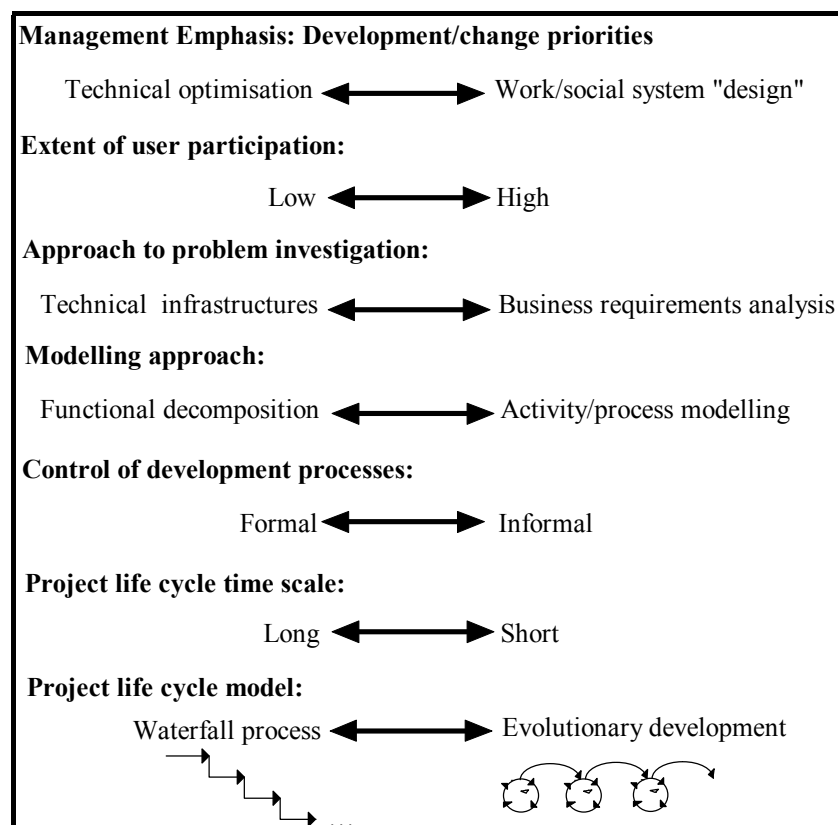 Management Emphasis: Development/change priorities
Technical optimisation Work/social system "design"
Extent of user participation:
Low High
Approach to problem investigation:
Technical infrastructures Business requirements analysis
Modelling approach:
Functional decomposition Activity/process modelling
Control of development processes:
Formal Informal
Project life cycle time scale:
Long Short
Project life cycle model:
Waterfall process Evolutionary development
...